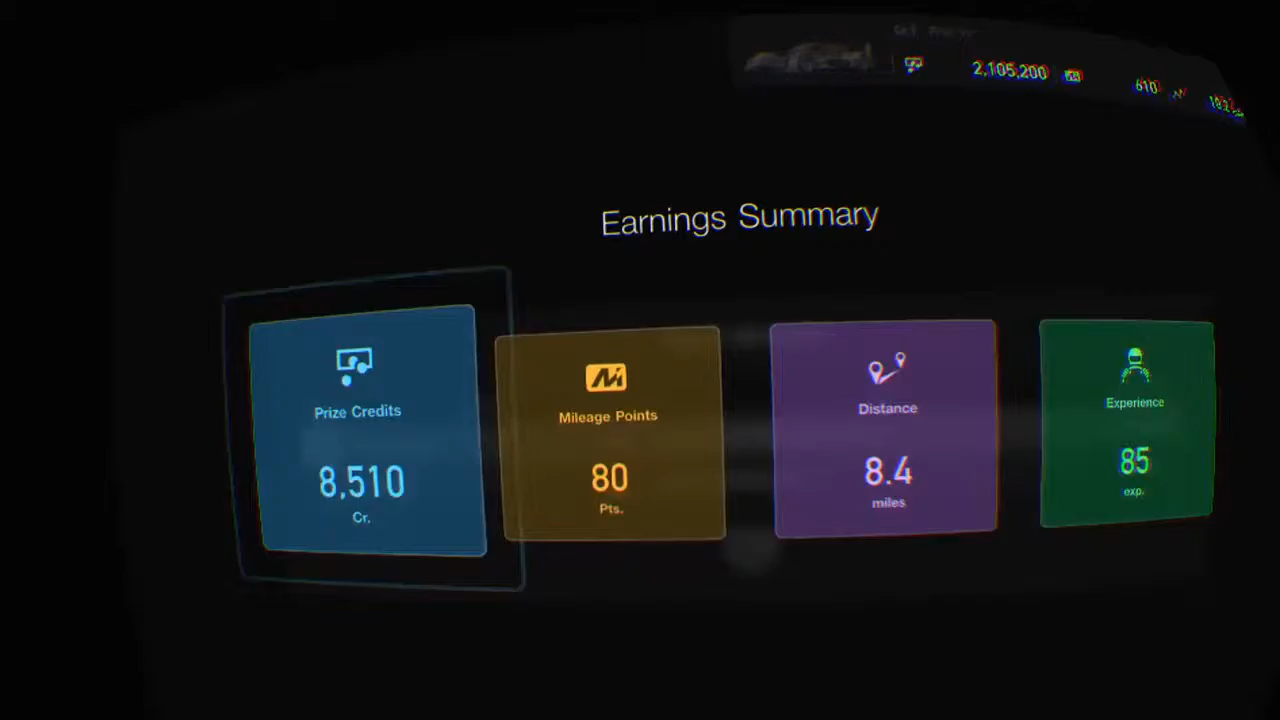 2,105,200
610
Earnings Summary
Prize Credits
8,510
Cr.
Mileage Points
80
Pts.
Distance
8.4
miles
Experience
85
exp.